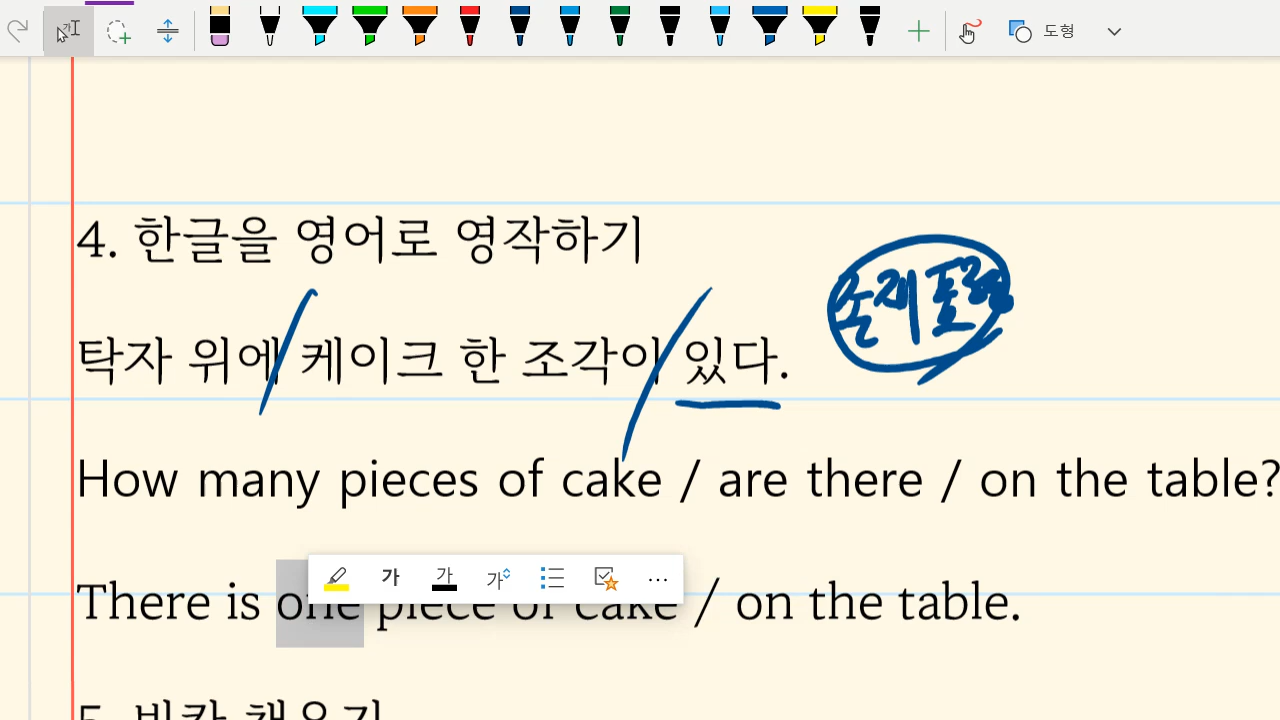 도형
4. 한글을 영어로 영작하기
존재 표현
탁자 위에 / 케이크 한 조각이 / 있다.
How many pieces of cake / are there / on the table?
가 가 가
There is one piece of cake / on the table.
5. 빈칸 채우기